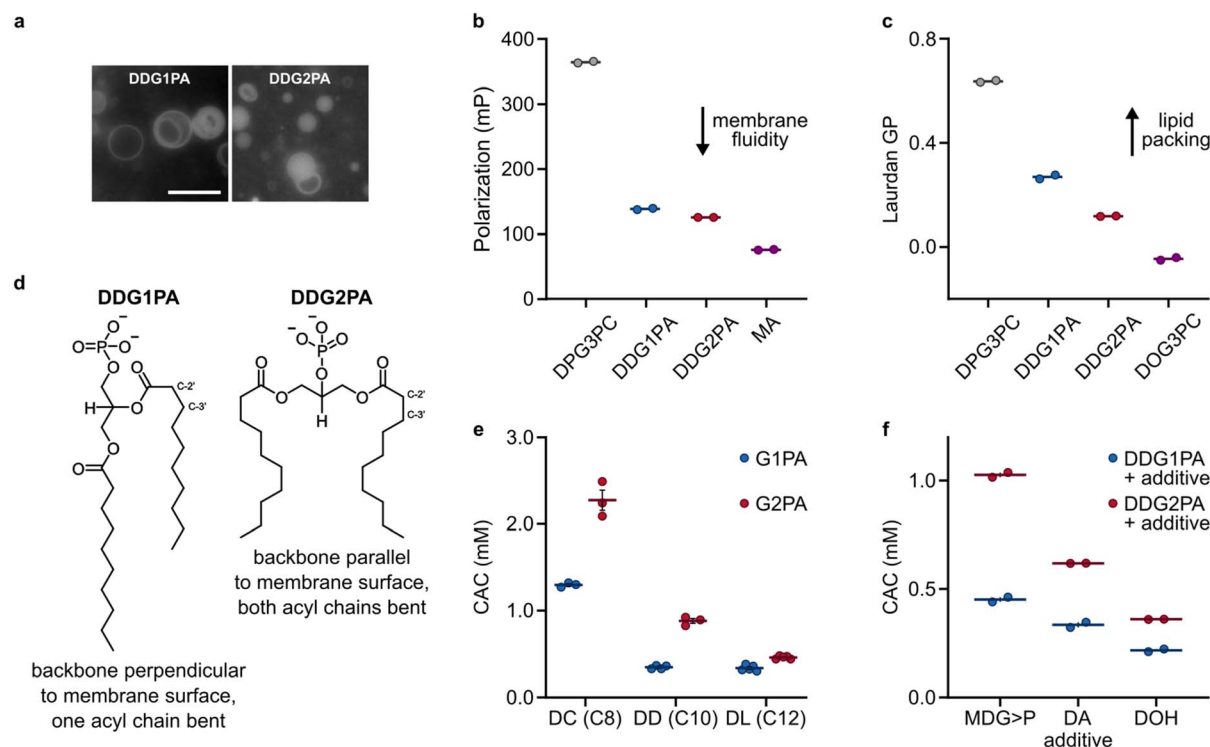 a
DDG1PA
DDG2PA
b
400
300
200
100
0
Polarization (mP)
membrane
fluidity
DPG3PC
DDG1PA
DDG2PA
MA
c
0.8
0.4
0.0
Laurdan GP
lipid
packing
DPG3PC
DDG1PA
DDG2PA
DOG3PC
d
DDG1PA
O−
O=P−O−
O
O
H
O
C-2'
C-3'
O
O
backbone perpendicular
to membrane surface,
one acyl chain bent
DDG2PA
−O
P=O
−O
O
O
O
O
O
H
C-2'
C-3'
backbone parallel
to membrane surface,
both acyl chains bent
e
3.0
2.0
1.0
0.0
CAC (mM)
G1PA
G2PA
DC (C8)
DD (C10)
DL (C12)
f
1.0
0.5
0.0
CAC (mM)
DDG1PA
+ additive
DDG2PA
+ additive
MDG>P
DA
DOH
additive